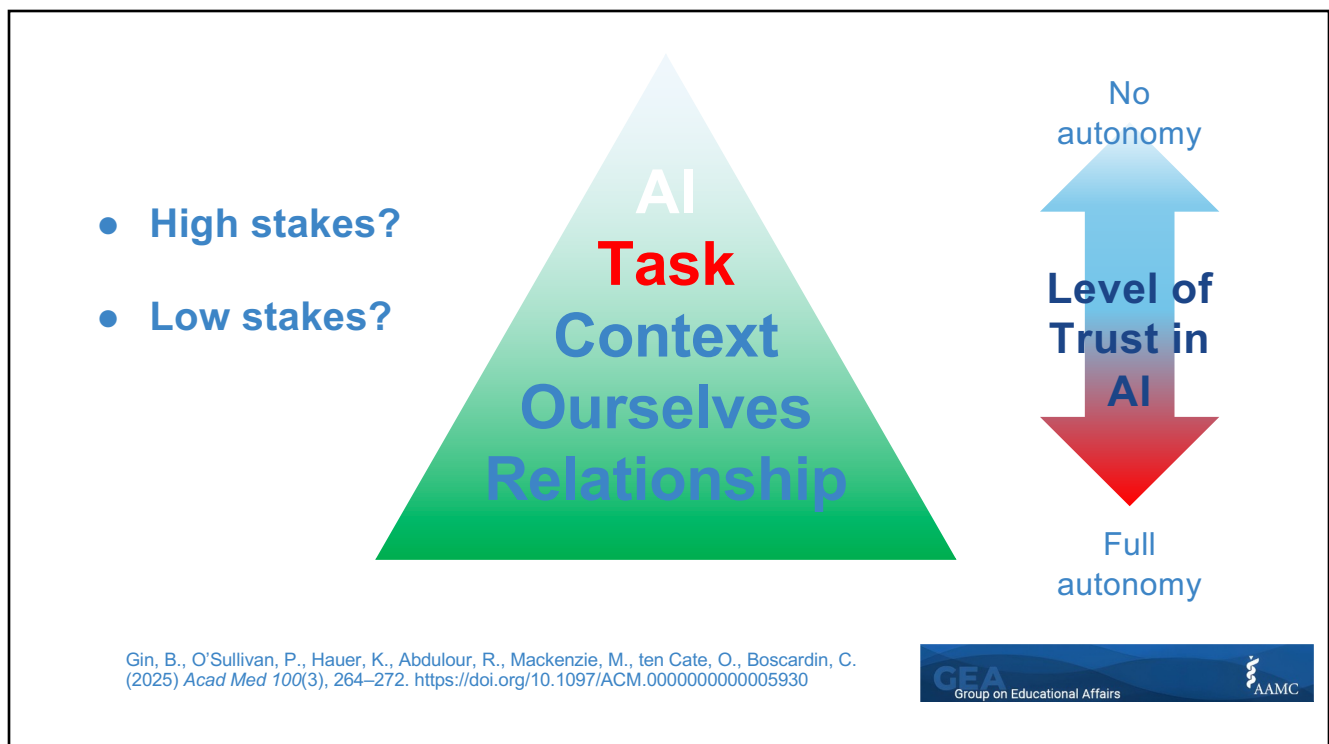 ● High stakes?
● Low stakes?
AI
Task
Context
Ourselves
Relationship
No
autonomy
Level of
Trust in
AI
Full
autonomy
Gin, B., O'Sullivan, P., Hauer, K., Abdulour, R., Mackenzie, M., ten Cate, O., Boscardin, C.
(2025) Acad Med 100(3), 264–272. https://doi.org/10.1097/ACM.0000000000005930
GEA
Group on Educational Affairs
AAMC